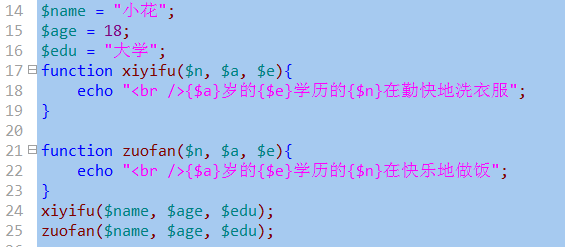 14 $name = "小花";
15 $age = 18;
16 $edu = "大学";
17 function xiyifu($n, $a, $e){
18     echo "<br />{$a}岁的{$e}学历的{$n}在勤快地洗衣服";
19 }
20
21 function zuofan($n, $a, $e){
22     echo "<br />{$a}岁的{$e}学历的{$n}在快乐地做饭";
23 }
24 xiyifu($name, $age, $edu);
25 zuofan($name, $age, $edu);